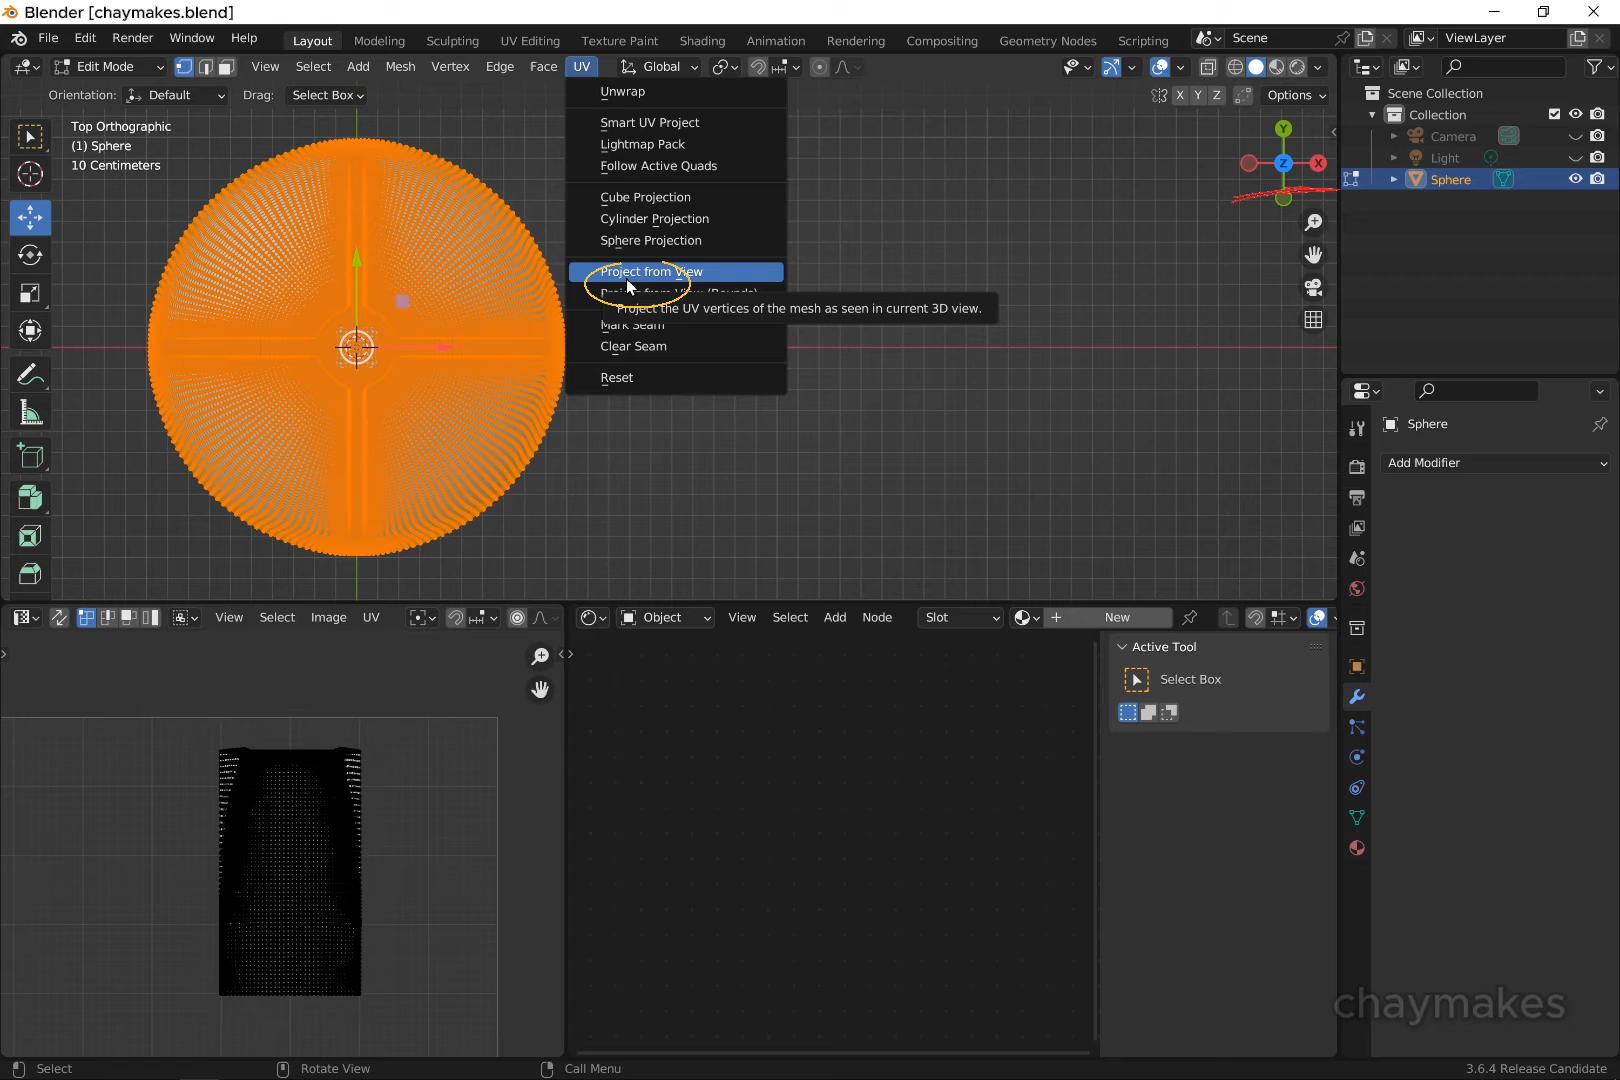 Blender [chaymakes.blend]
File Edit Render Window Help Layout Modeling Sculpting UV Editing Texture Paint Shading Animation Rendering Compositing Geometry Nodes Scripting Scene ViewLayer
Edit Mode View Select Add Mesh Vertex Edge Face UV Global
Orientation: Default Drag: Select Box X Y Z Options
Top Orthographic
(1) Sphere
10 Centimeters
Unwrap
Smart UV Project
Lightmap Pack
Follow Active Quads
Cube Projection
Cylinder Projection
Sphere Projection
Project from View
Project from View (Bounds)
Project the UV vertices of the mesh as seen in current 3D view.
Mark Seam
Clear Seam
Reset
Y
Z X
Scene Collection
Collection
Camera
Light
Sphere
Sphere
Add Modifier
View Select Image UV
Object View Select Add Node Slot New
Active Tool
Select Box
chaymakes
Select Rotate View Call Menu 3.6.4 Release Candidate